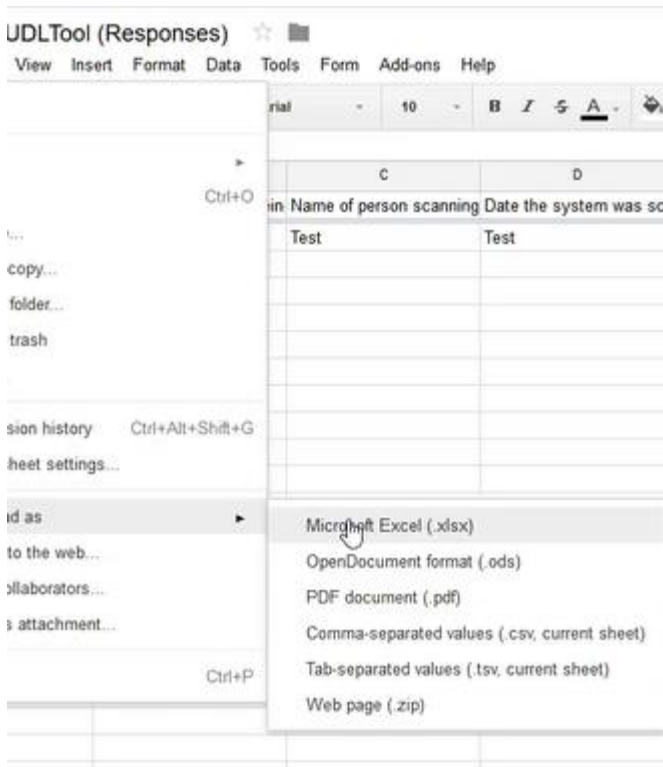 UDLTool (Responses)
View Insert Format Data Tools Form Add-ons Help
rial 10 B I S A
C D
in Name of person scanning Date the system was sc
Ctrl+O
Test Test
...
copy...
folder...
trash
sion history Ctrl+Alt+Shift+G
heet settings...
d as
Microsoft Excel (.xlsx)
to the web...
OpenDocument format (.ods)
ollaborators...
PDF document (.pdf)
s attachment...
Comma-separated values (.csv, current sheet)
Ctrl+P
Tab-separated values (.tsv, current sheet)
Web page (.zip)